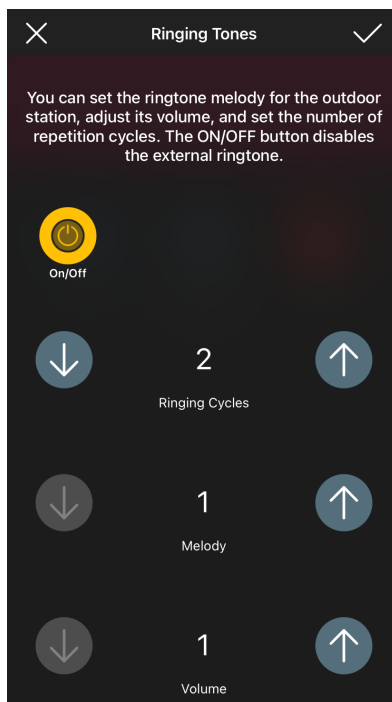 Ringing Tones
You can set the ringtone melody for the outdoor
station, adjust its volume, and set the number of
repetition cycles. The ON/OFF button disables
the external ringtone.
On/Off
2
Ringing Cycles
1
Melody
1
Volume